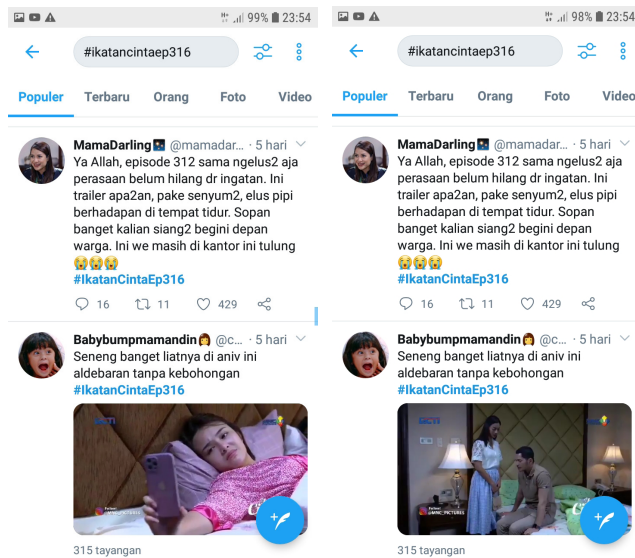 99% 23:54
#ikatancintaep316
Populer Terbaru Orang Foto Video
MamaDarling @mamadar... · 5 hari
Ya Allah, episode 312 sama ngelus2 aja
perasaan belum hilang dr ingatan. Ini
trailer apa2an, pake senyum2, elus pipi
berhadapan di tempat tidur. Sopan
banget kalian siang2 begini depan
warga. Ini we masih di kantor ini tulung
😭😭😭
#IkatanCintaEp316
16 11 429
Babybumpmamandin @c... · 5 hari
Seneng banget liatnya di aniv ini
aldebaran tanpa kebohongan
#IkatanCintaEp316
@MNC_PICTURES
315 tayangan
98% 23:54
#ikatancintaep316
Populer Terbaru Orang Foto Video
MamaDarling @mamadar... · 5 hari
Ya Allah, episode 312 sama ngelus2 aja
perasaan belum hilang dr ingatan. Ini
trailer apa2an, pake senyum2, elus pipi
berhadapan di tempat tidur. Sopan
banget kalian siang2 begini depan
warga. Ini we masih di kantor ini tulung
😭😭😭
#IkatanCintaEp316
16 11 429
Babybumpmamandin @c... · 5 hari
Seneng banget liatnya di aniv ini
aldebaran tanpa kebohongan
#IkatanCintaEp316
@MNC_PICTURES
315 tayangan